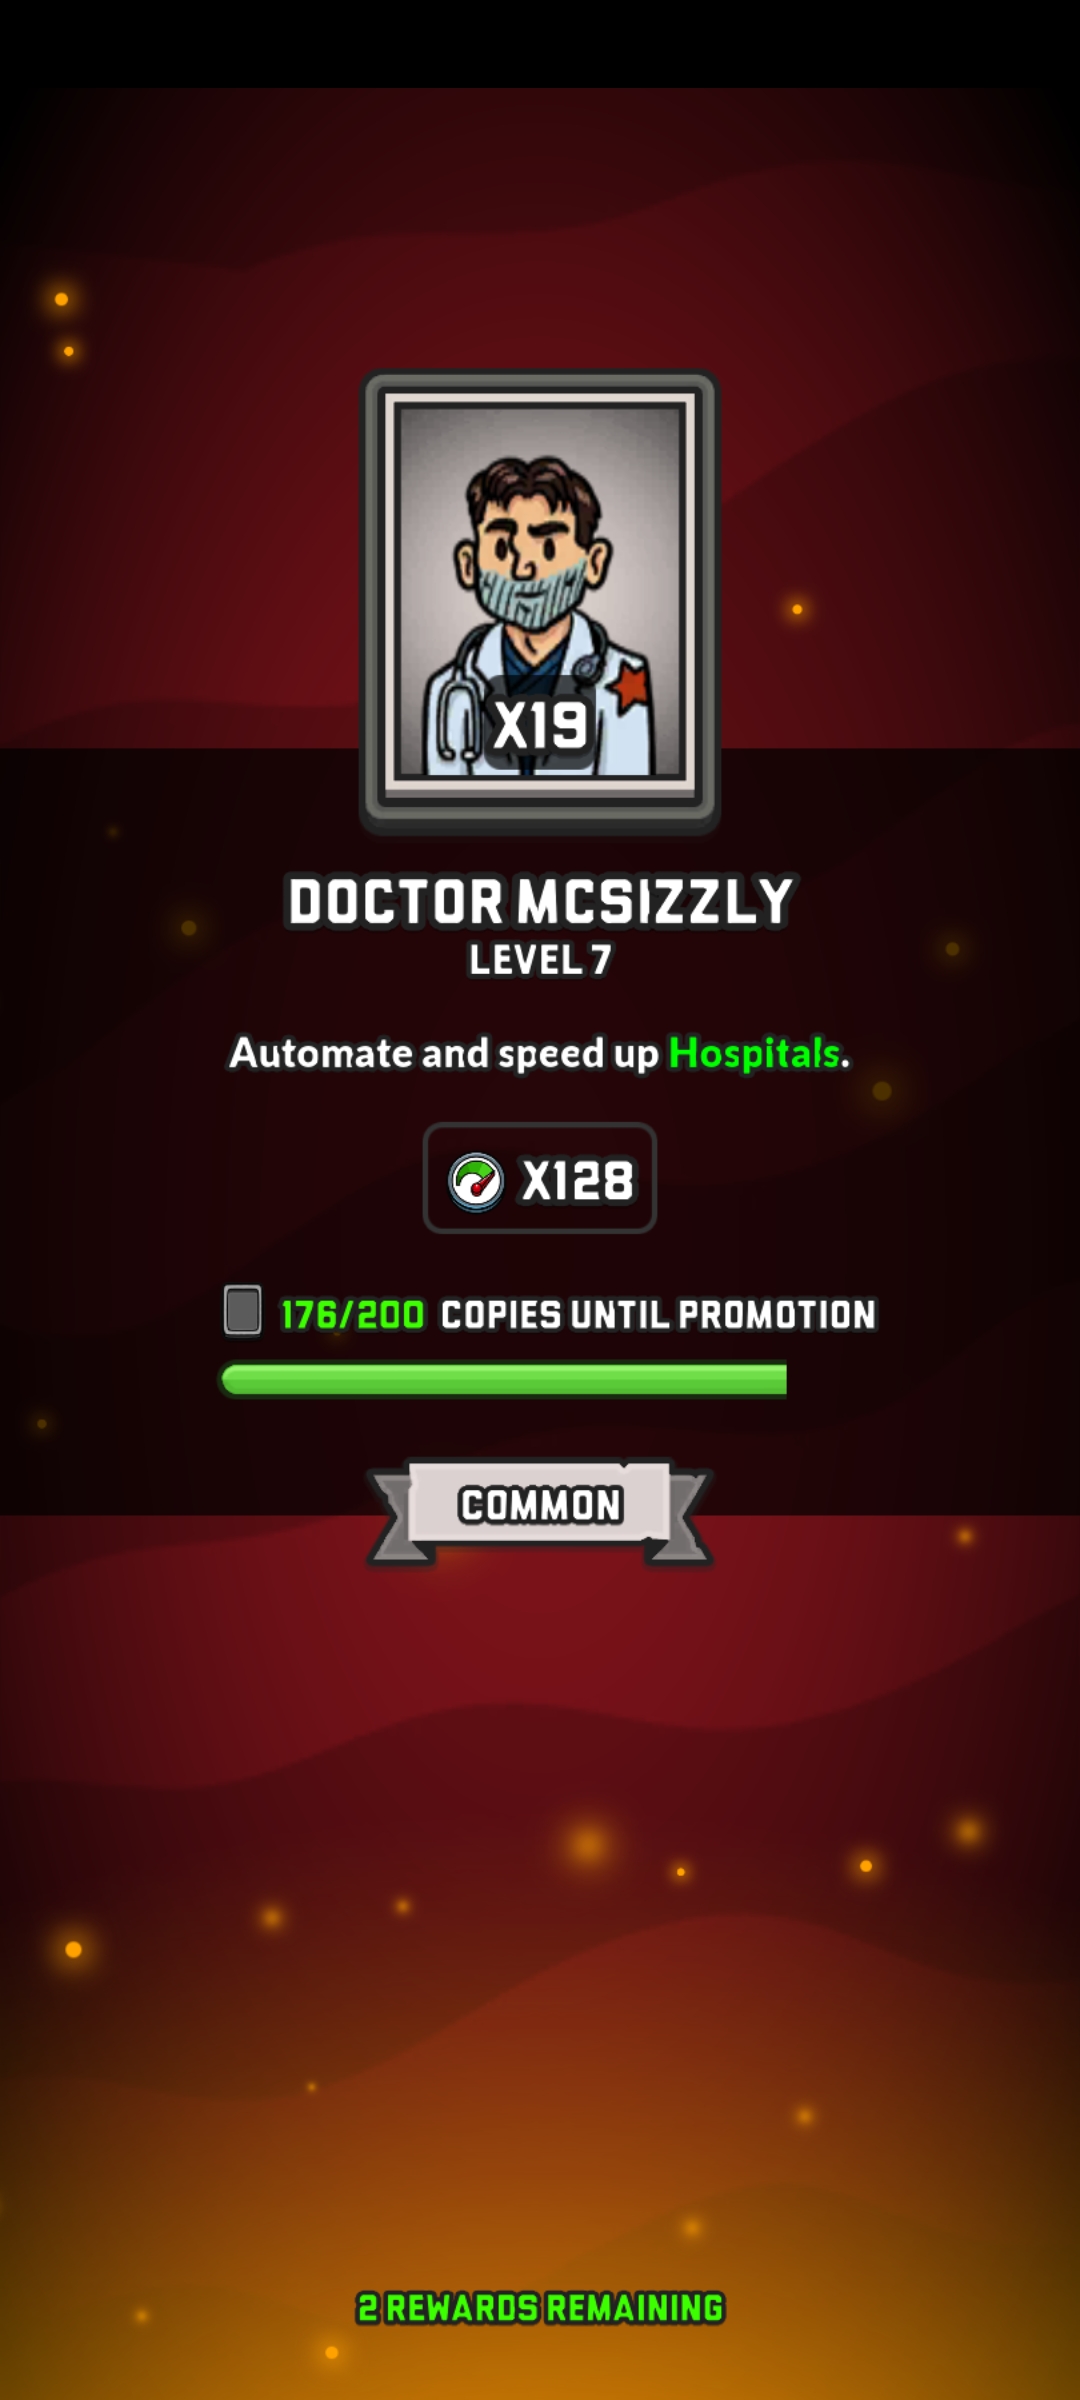 X19
DOCTOR MCSIZZLY
LEVEL 7
Automate and speed up Hospitals.
X128
176/200 COPIES UNTIL PROMOTION
COMMON
2 REWARDS REMAINING